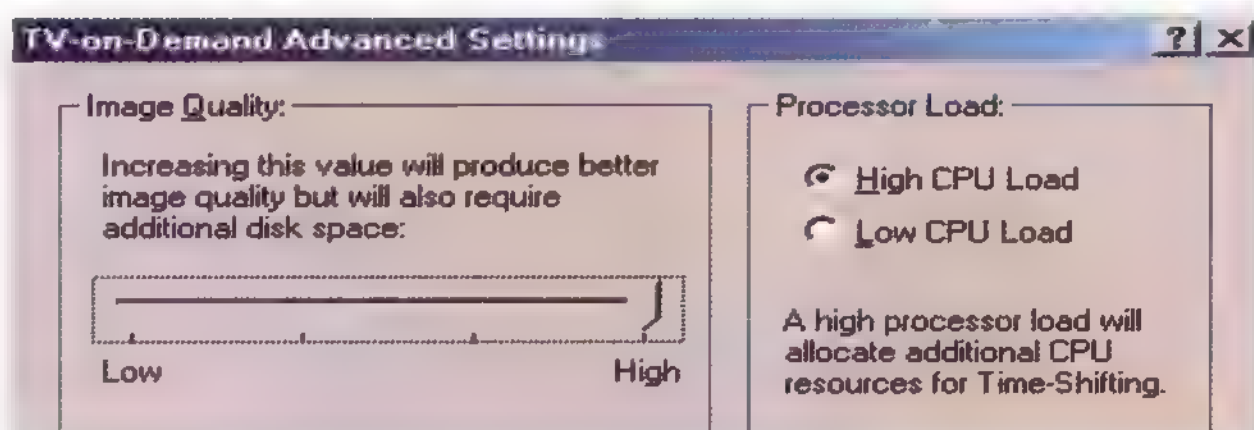 TV-on-Demand Advanced Settings
Image Quality:
Increasing this value will produce better
image quality but will also require
additional disk space:
Low High
Processor Load:
High CPU Load
Low CPU Load
A high processor load will
allocate additional CPU
resources for Time-Shifting.